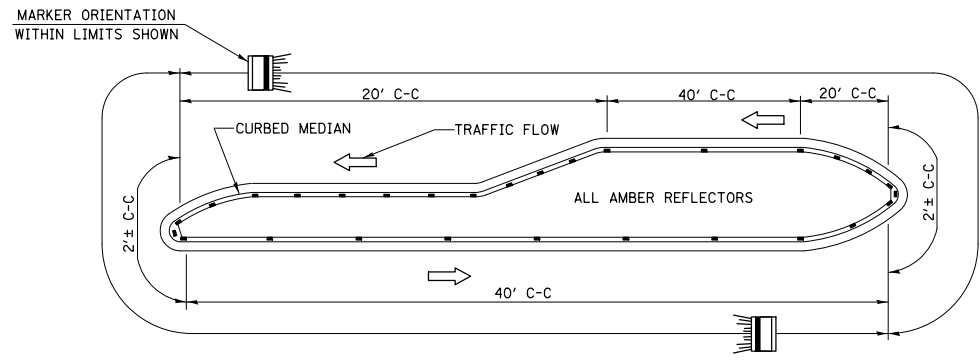 MARKER ORIENTATION
WITHIN LIMITS SHOWN
20' C-C
40' C-C
20' C-C
CURBED MEDIAN
TRAFFIC FLOW
ALL AMBER REFLECTORS
2'± C-C
2'± C-C
40' C-C